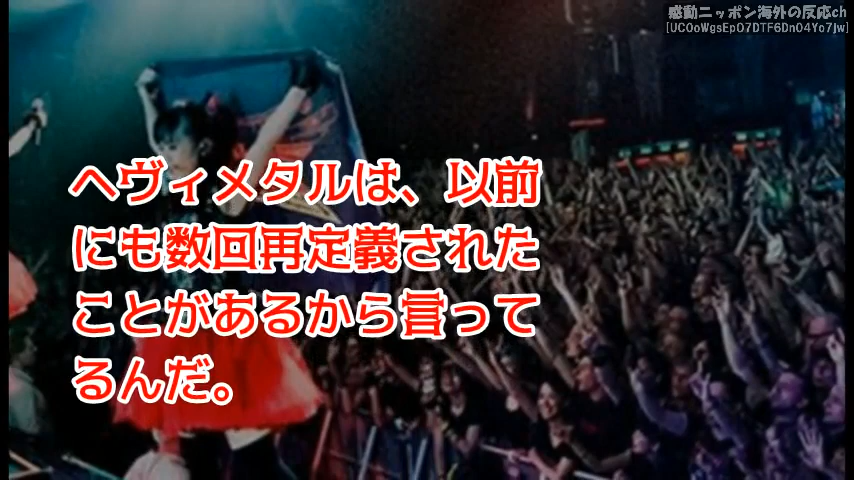 感動ニッポン海外の反応ch
[UCOoWgsEpO7DTF6Dn04Yo7jw]
ヘヴィメタルは、以前
にも数回再定義された
ことがあるから言って
るんだ。